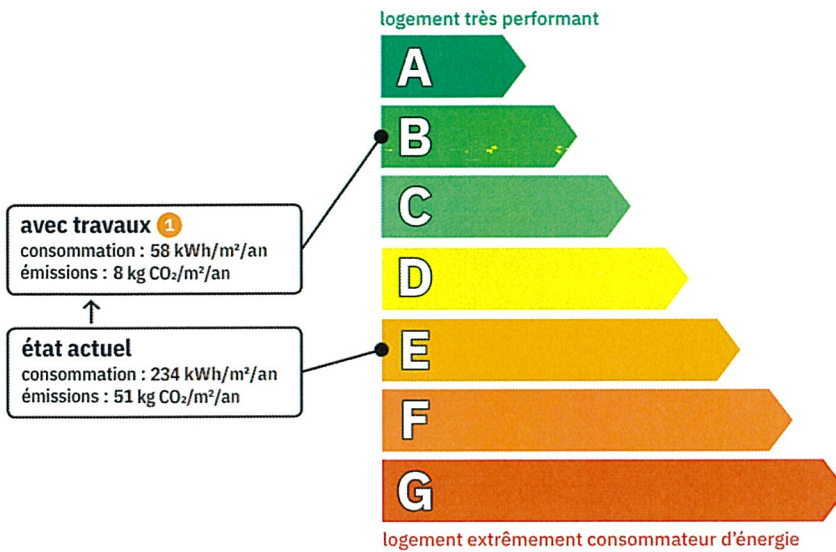 logement très performant
A
B
C
D
E
F
G
logement extrêmement consommateur d'énergie
avec travaux 1
consommation : 58 kWh/m²/an
émissions : 8 kg CO₂/m²/an
état actuel
consommation : 234 kWh/m²/an
émissions : 51 kg CO₂/m²/an